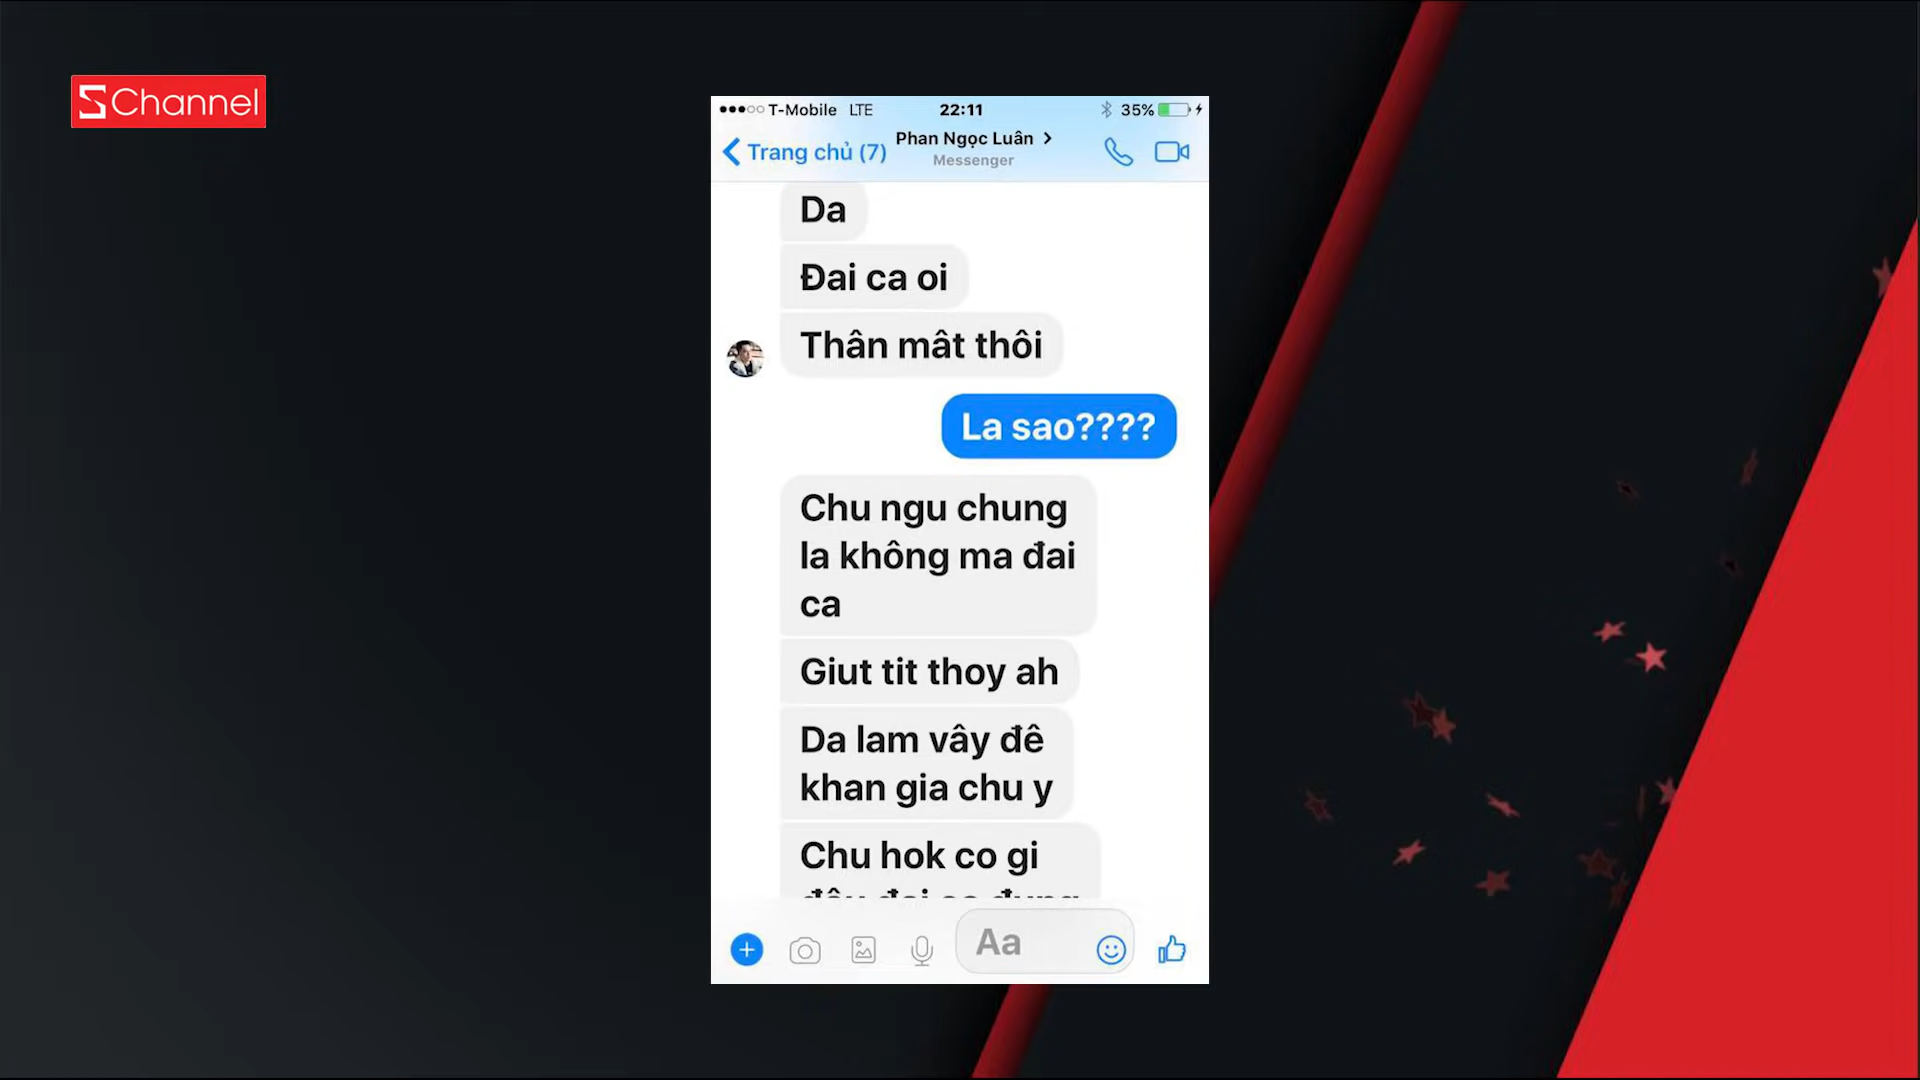 SChannel
T-Mobile LTE 22:11 35%
Trang chủ (7)
Phan Ngọc Luân
Messenger
Da
Đai ca oi
Thân mât thôi
La sao????
Chu ngu chung
la không ma đai
ca
Giut tit thoy ah
Da lam vây đê
khan gia chu y
Chu hok co gi
Aa